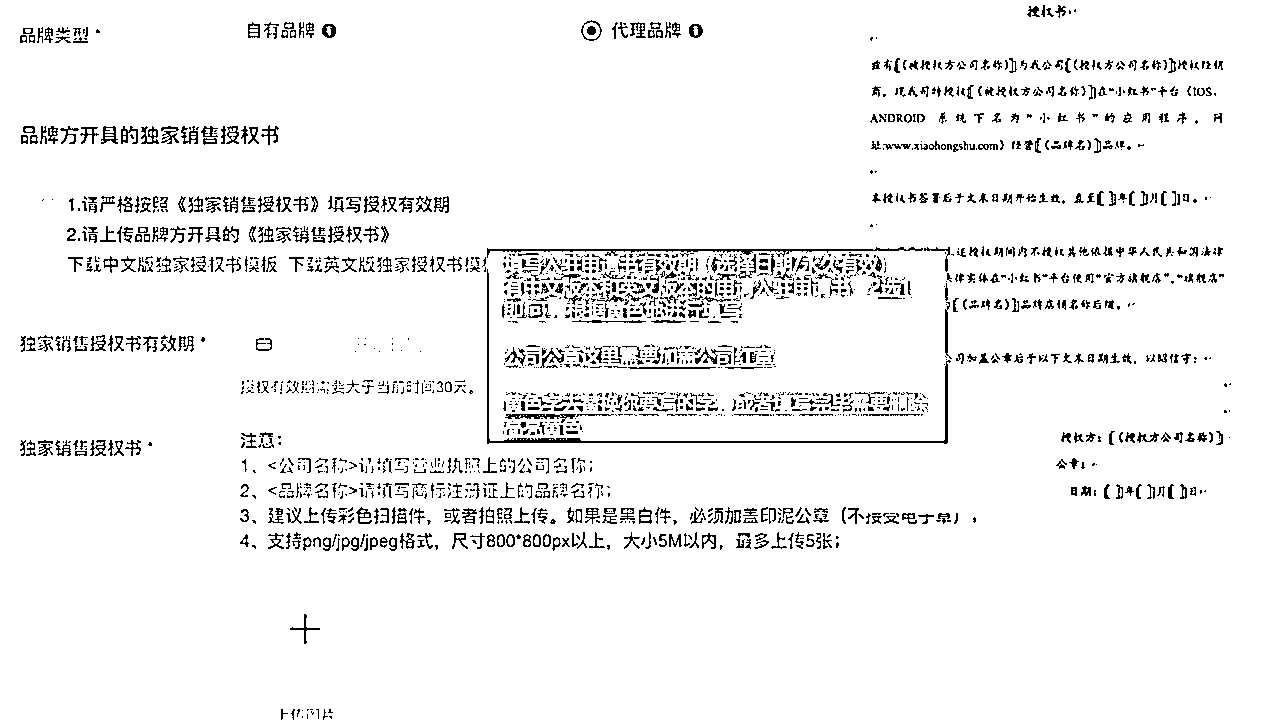 品牌类型*
自有品牌
代理品牌
品牌方开具的独家销售授权书
1.请严格按照《独家销售授权书》填写授权有效期
2.请上传品牌方开具的《独家销售授权书》
下载中文版独家授权书模板 下载英文版独家授权书模
独家销售授权书有效期*
授权有效期需要大于当前时间30天。
独家销售授权书*
注意：
1、<公司名称>请填写营业执照上的公司名称；
2、<品牌名称>请填写商标注册证上的品牌名称；
3、建议上传彩色扫描件，或者拍照上传。如果是黑白件，必须加盖印泥公章（不接受电子章）；
4、支持png/jpg/jpeg格式，尺寸800*800px以上，大小5M以内，最多上传5张；
上传图片
填写入驻申请书有效期（选择日期/永久有效）
有中文版本和英文版本的申请入驻申请书，2选1
即可，根据黄色部进行填写
公司公章这里需要加盖公司红章
黄色字去替换你要写的字，或者填写完毕需要删除
高亮黄色
授权书
兹有[(被授权方公司名称)]为我公司[(授权方公司名称)]授权经销
商。现我司特授权[(被授权方公司名称)]在“小红书”平台（IOS、
ANDROID 系统下名为“小红书”的应用程序，网
址:www.xiaohongshu.com）经营[(品牌名)]品牌。
本授权书签署后于文末日期开始生效，直至[ ]年[ ]月[ ]日。
上述授权期间内不授权其他依据中华人民共和国法律
律实体在“小红书”平台使用“官方旗舰店”、“旗舰店”
[(品牌名)]品牌店铺名称后缀。
公司加盖公章后于以下文末日期生效，以昭信守：
授权方：[(授权方公司名称)]
公章：
日期：[ ]年[ ]月[ ]日